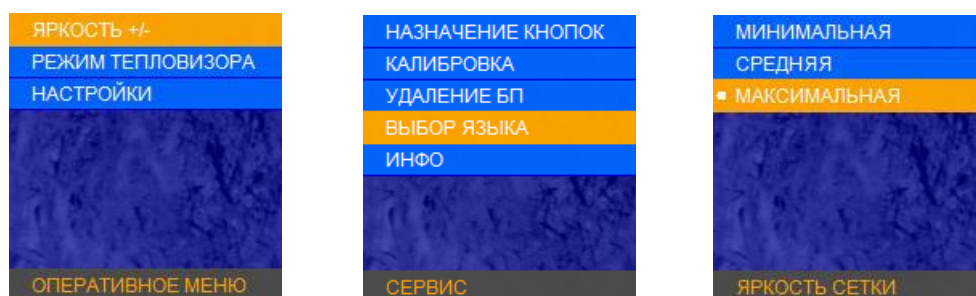 ЯРКОСТЬ +/-
РЕЖИМ ТЕПЛОВИЗОРА
НАСТРОЙКИ
ОПЕРАТИВНОЕ МЕНЮ
НАЗНАЧЕНИЕ КНОПОК
КАЛИБРОВКА
УДАЛЕНИЕ БП
ВЫБОР ЯЗЫКА
ИНФО
СЕРВИС
МИНИМАЛЬНАЯ
СРЕДНЯЯ
МАКСИМАЛЬНАЯ
ЯРКОСТЬ СЕТКИ